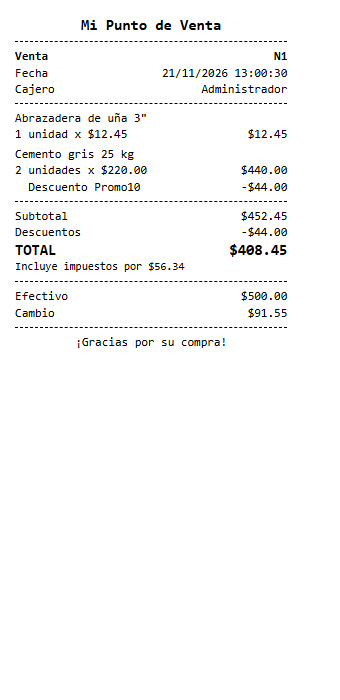 Mi Punto de Venta
Venta N1
Fecha 21/11/2026 13:00:30
Cajero Administrador
Abrazadera de uña 3"
1 unidad x $12.45 $12.45
Cemento gris 25 kg
2 unidades x $220.00 $440.00
Descuento Promo10 -$44.00
Subtotal $452.45
Descuentos -$44.00
TOTAL $408.45
Incluye impuestos por $56.34
Efectivo $500.00
Cambio $91.55
¡Gracias por su compra!